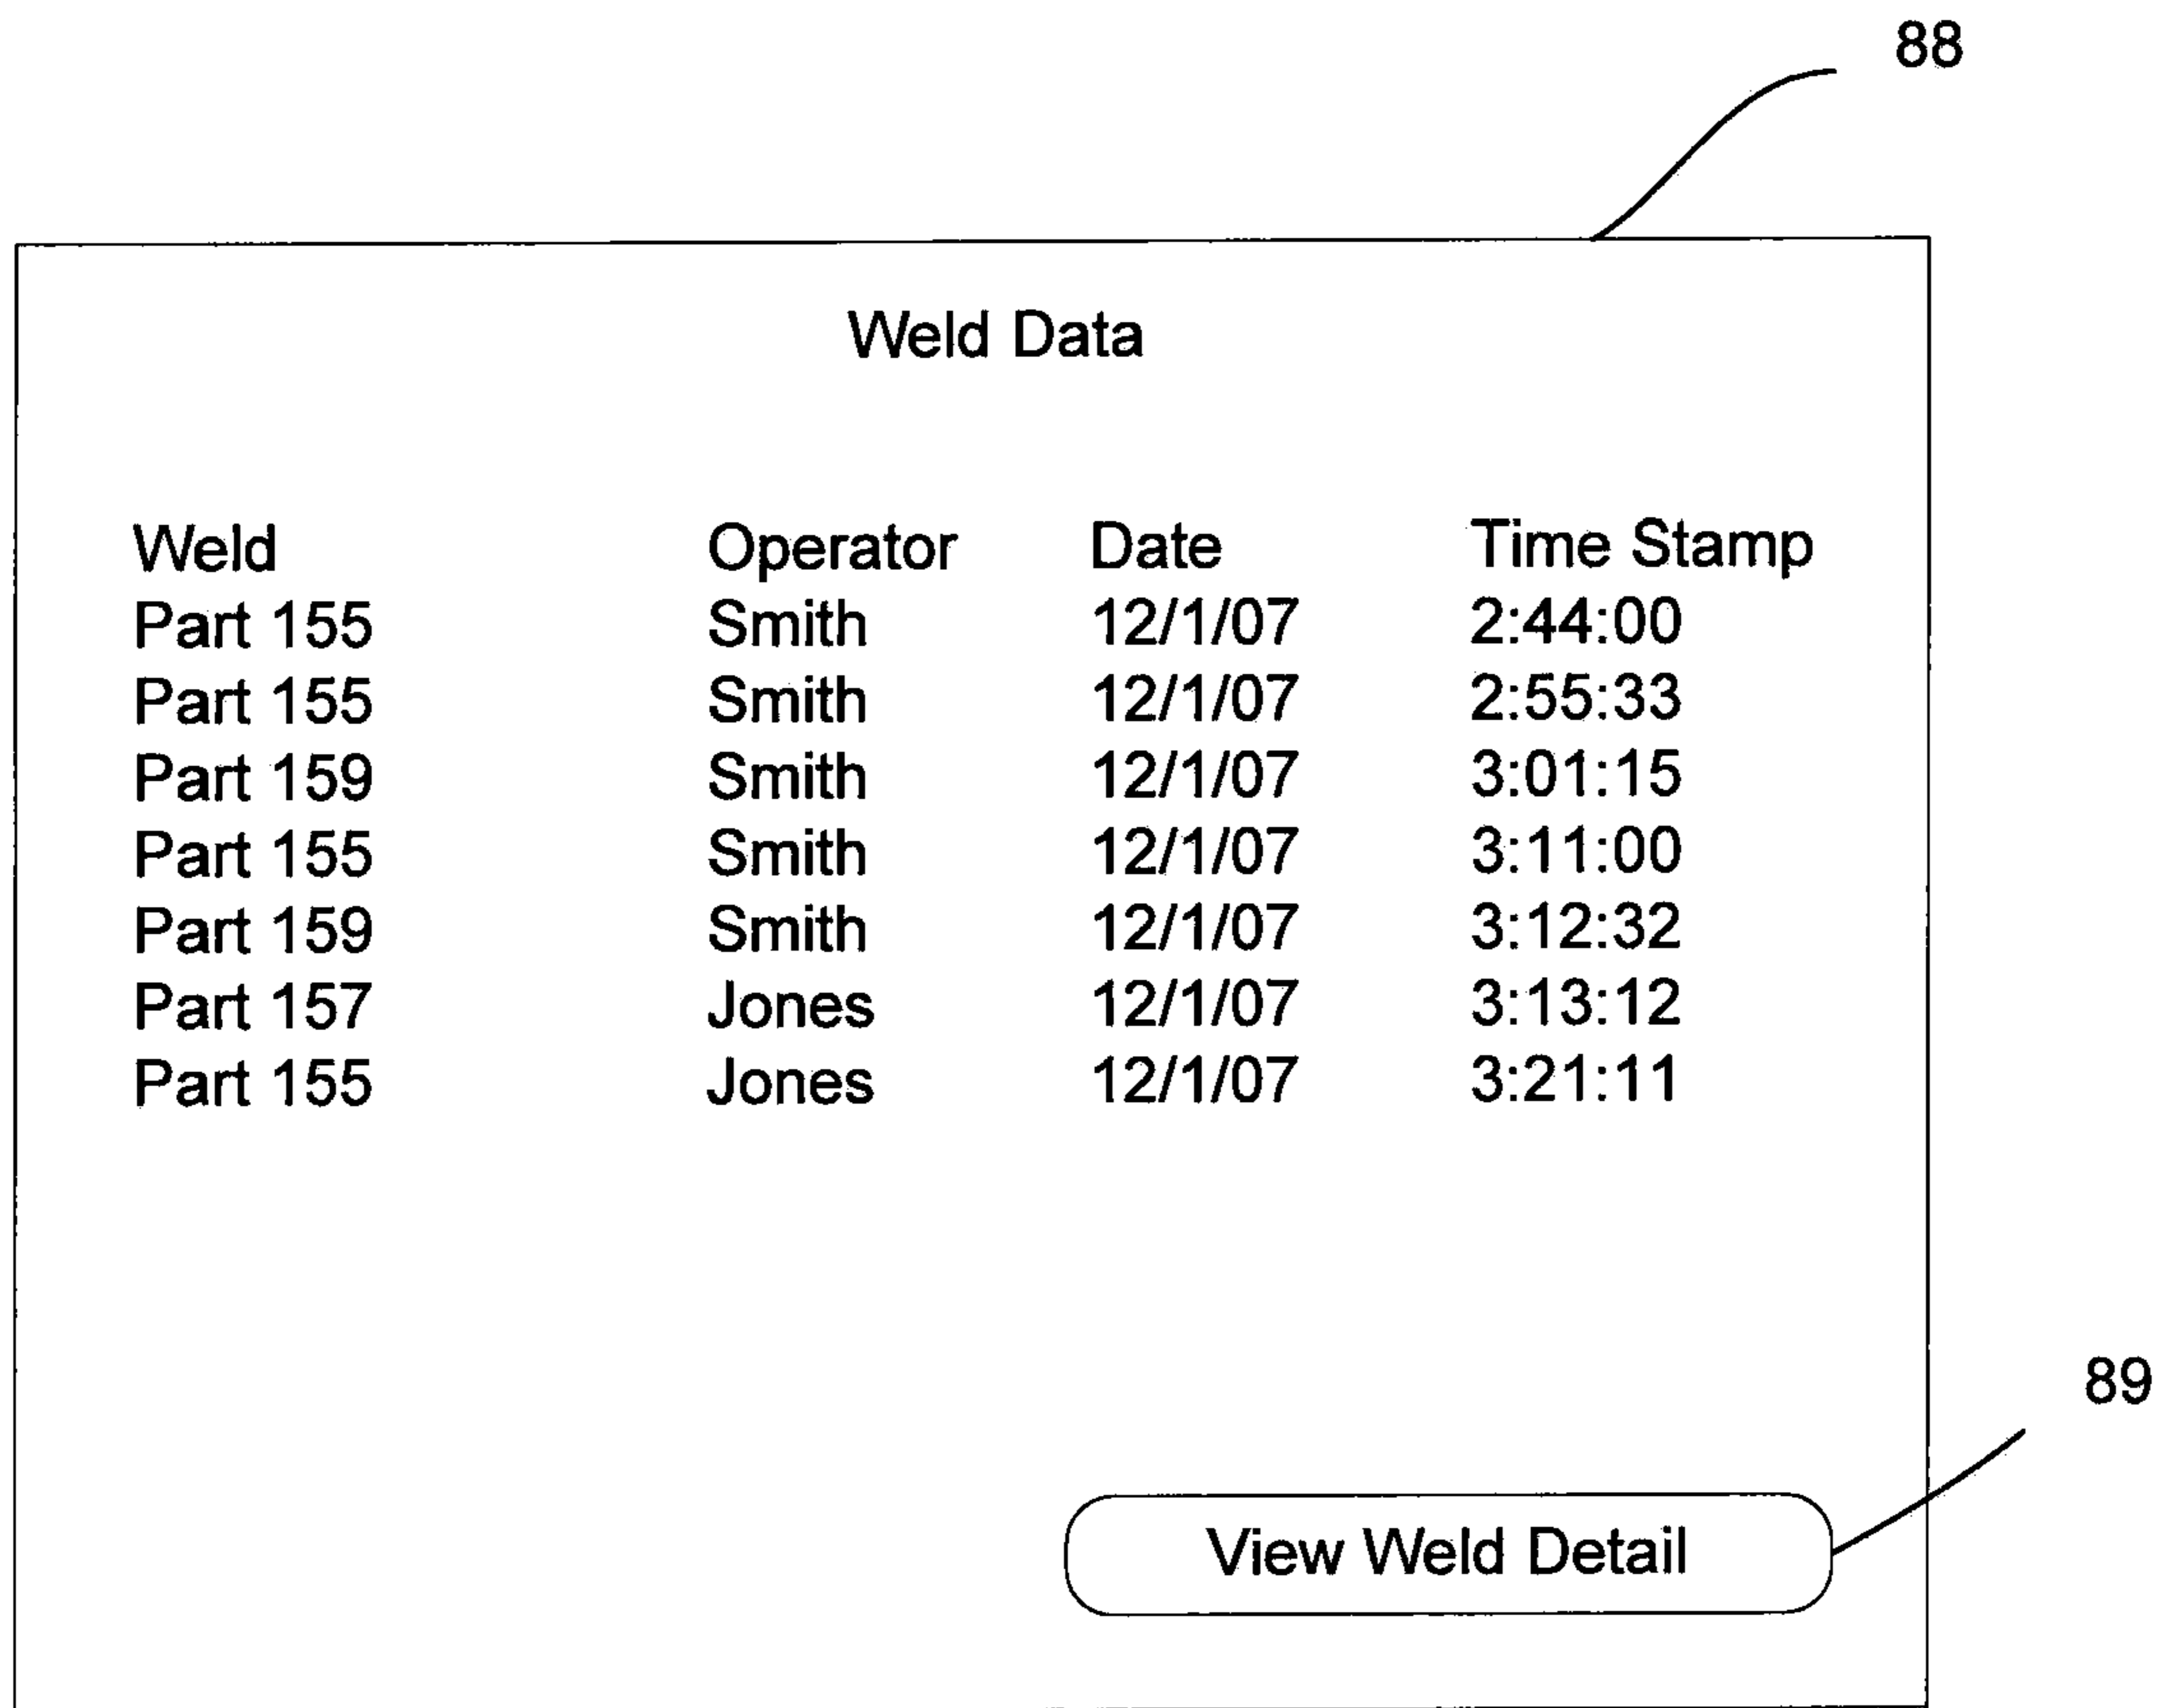 88
Weld Data
Weld Operator Date Time Stamp
Part 155 Smith 12/1/07 2:44:00
Part 155 Smith 12/1/07 2:55:33
Part 159 Smith 12/1/07 3:01:15
Part 155 Smith 12/1/07 3:11:00
Part 159 Smith 12/1/07 3:12:32
Part 157 Jones 12/1/07 3:13:12
Part 155 Jones 12/1/07 3:21:11
89
View Weld Detail